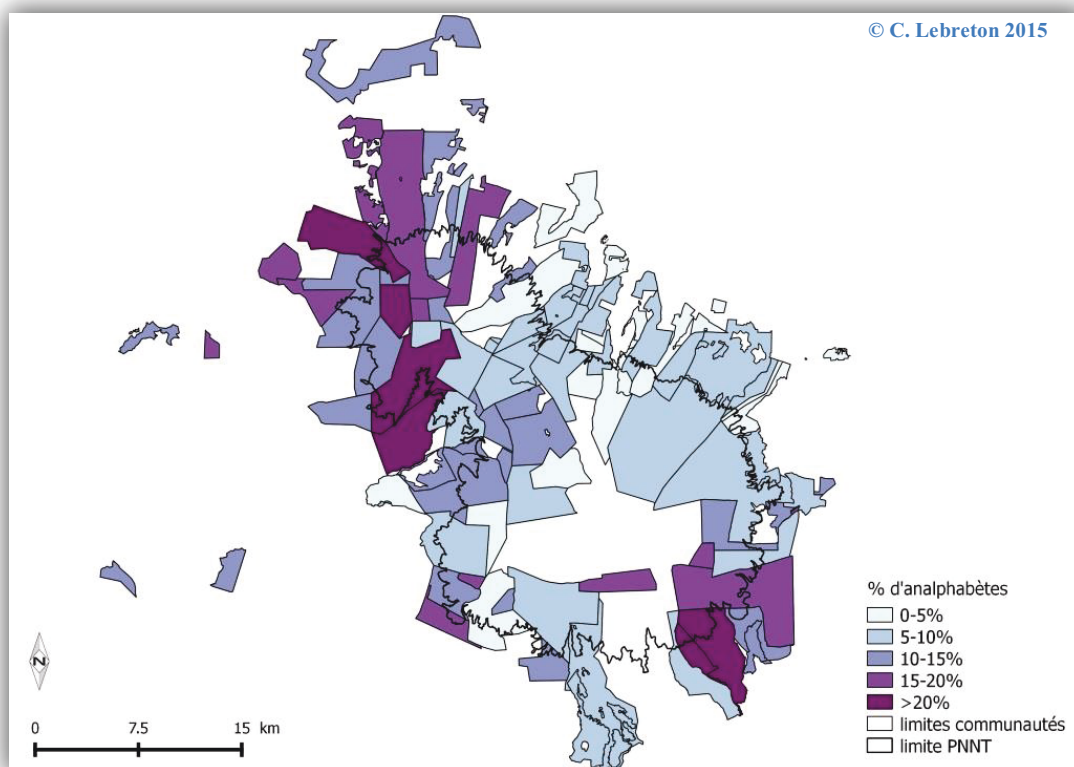 © C. Lebreton 2015
% d'analphabètes
0-5%
5-10%
10-15%
15-20%
>20%
limites communautés
limite PNNT
N
0 7.5 15 km